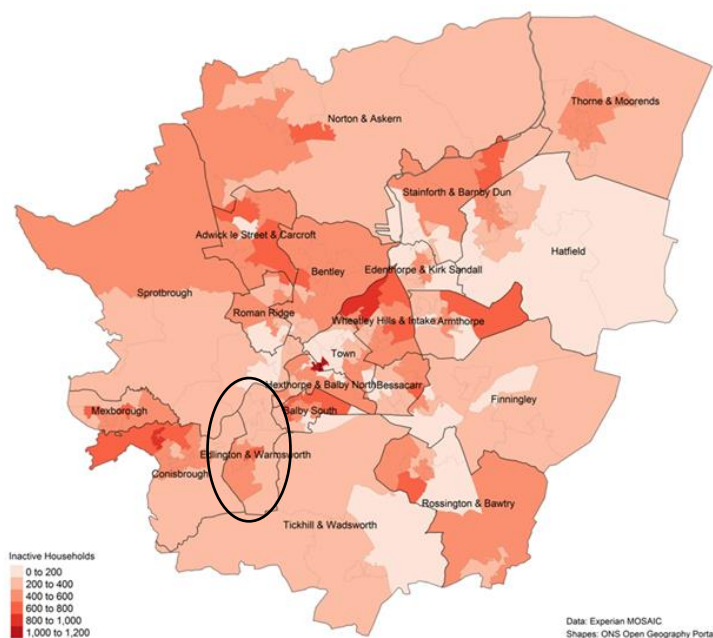 Thorne & Moorends
Norton & Askern
Stainforth & Barnby Dun
Adwick le Street & Carcroft
Hatfield
Bentley
Edenthorpe & Kirk Sandall
Sprotbrough
Roman Ridge
Wheatley Hills & Intake
Armthorpe
Town
Hexthorpe & Balby North
Bessacarr
Finningley
Mexborough
Balby South
Edlington & Warmsworth
Conisbrough
Rossington & Bawtry
Tickhill & Wadsworth
Inactive Households
0 to 200
200 to 400
400 to 600
600 to 800
800 to 1,000
1,000 to 1,200
Data: Experian MOSAIC
Shapes: ONS Open Geography Porta